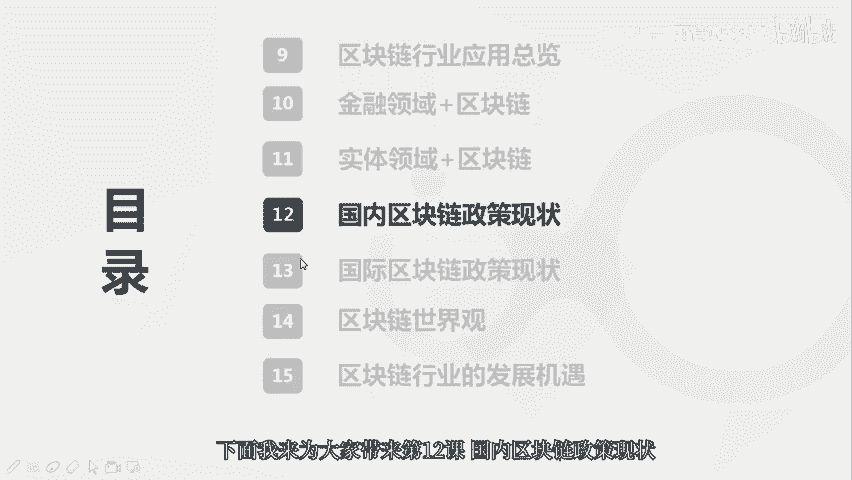 目录
9 区块链行业应用总览
10 金融领域+区块链
11 实体领域+区块链
12 国内区块链政策现状
13 国际区块链政策现状
14 区块链世界观
15 区块链行业的发展机遇
下面我来为大家带来第12课 国内区块链政策现状